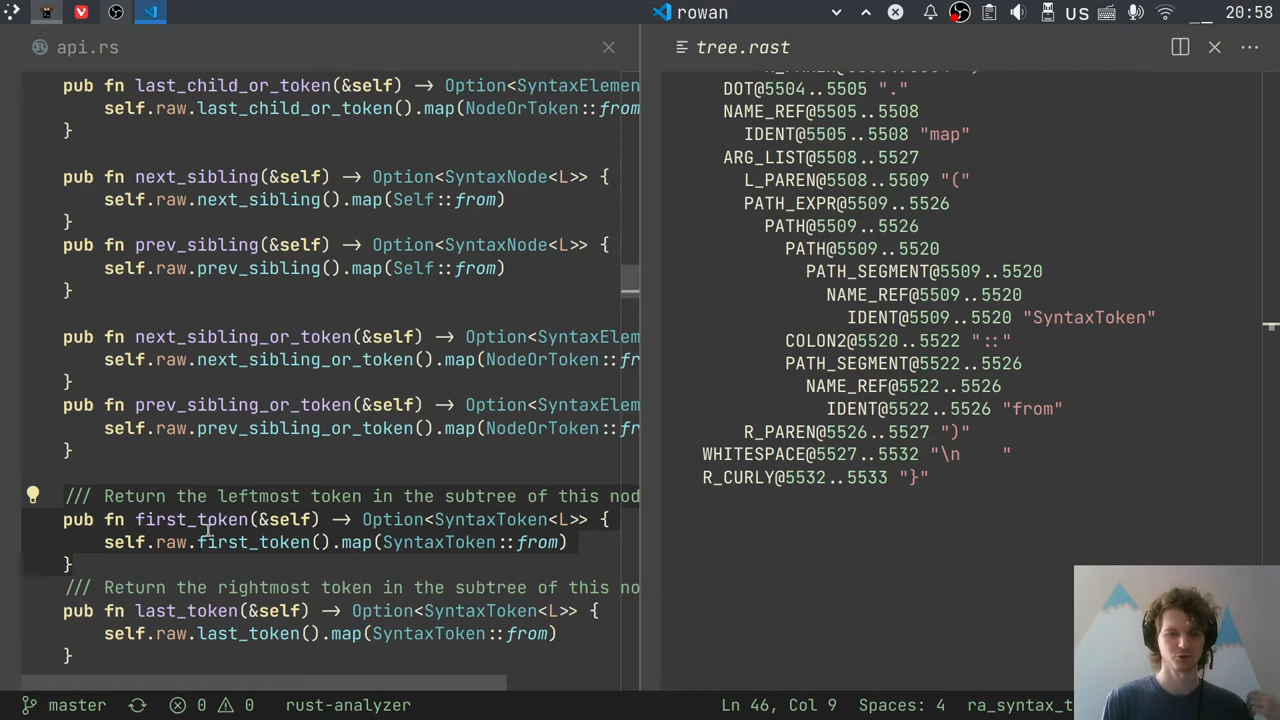 rowan
US
20:58
api.rs
pub fn last_child_or_token(&self) -> Option<SyntaxElemen
self.raw.last_child_or_token().map(NodeOrToken::fro
}
pub fn next_sibling(&self) -> Option<SyntaxNode<L>> {
self.raw.next_sibling().map(Self::from)
}
pub fn prev_sibling(&self) -> Option<SyntaxNode<L>> {
self.raw.prev_sibling().map(Self::from)
}
pub fn next_sibling_or_token(&self) -> Option<SyntaxElem
self.raw.next_sibling_or_token().map(NodeOrToken::fr
}
pub fn prev_sibling_or_token(&self) -> Option<SyntaxElem
self.raw.prev_sibling_or_token().map(NodeOrToken::fr
}
/// Return the leftmost token in the subtree of this nod
pub fn first_token(&self) -> Option<SyntaxToken<L>> {
self.raw.first_token().map(SyntaxToken::from)
}
/// Return the rightmost token in the subtree of this no
pub fn last_token(&self) -> Option<SyntaxToken<L>> {
self.raw.last_token().map(SyntaxToken::from)
}
tree.rast
DOT@5504..5505 "."
NAME_REF@5505..5508
IDENT@5505..5508 "map"
ARG_LIST@5508..5527
L_PAREN@5508..5509 "("
PATH_EXPR@5509..5526
PATH@5509..5526
PATH@5509..5520
PATH_SEGMENT@5509..5520
NAME_REF@5509..5520
IDENT@5509..5520 "SyntaxToken"
COLON2@5520..5522 "::"
PATH_SEGMENT@5522..5526
NAME_REF@5522..5526
IDENT@5522..5526 "from"
R_PAREN@5526..5527 ")"
WHITESPACE@5527..5532 "\n    "
R_CURLY@5532..5533 "}"
master 0 0 rust-analyzer Ln 46, Col 9 Spaces: 4 ra_syntax_t